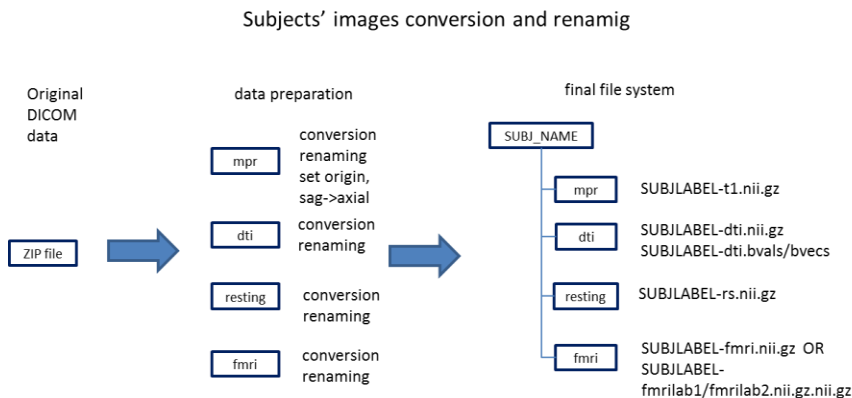 Subjects’ images conversion and renamig
Original
DICOM
data
ZIP file
data preparation
mpr
conversion
renaming
set origin,
sag->axial
dti
conversion
renaming
resting
conversion
renaming
fmri
conversion
renaming
final file system
SUBJ_NAME
mpr
SUBJLABEL-t1.nii.gz
dti
SUBJLABEL-dti.nii.gz
SUBJLABEL-dti.bvals/bvecs
resting
SUBJLABEL-rs.nii.gz
fmri
SUBJLABEL-fmri.nii.gz OR
SUBJLABEL-
fmrilab1/fmrilab2.nii.gz.nii.gz